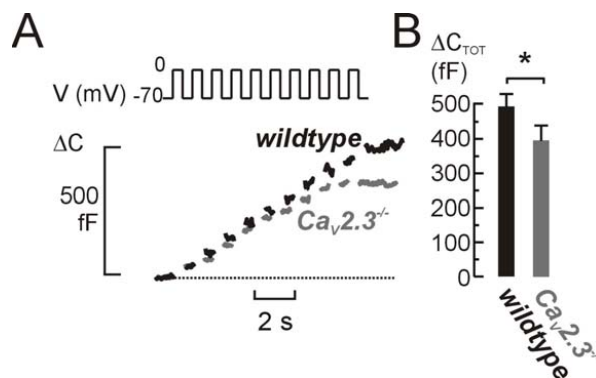 A
0
V (mV) -70
ΔC
500
fF
wildtype
CaV2.3-/-
2 s
B
ΔCTOT
(fF)
*
500
400
300
200
100
0
wildtype
CaV2.3-/-